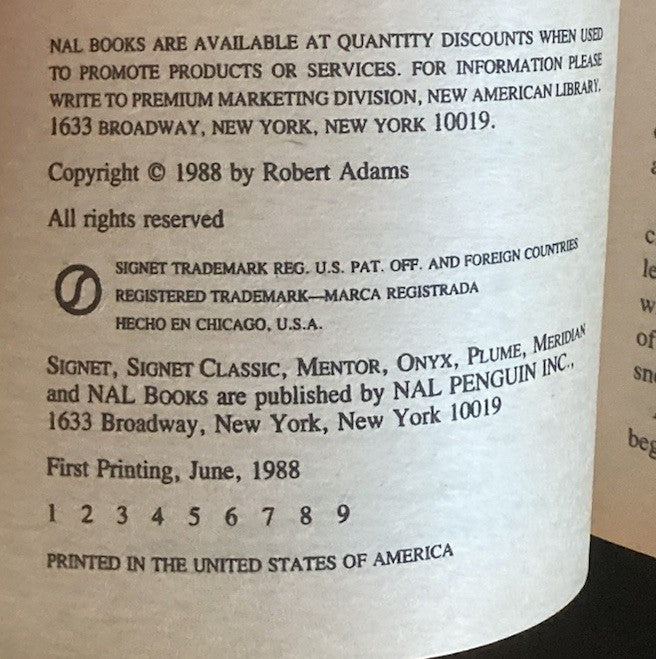 NAL BOOKS ARE AVAILABLE AT QUANTITY DISCOUNTS WHEN USED
TO PROMOTE PRODUCTS OR SERVICES. FOR INFORMATION PLEASE
WRITE TO PREMIUM MARKETING DIVISION, NEW AMERICAN LIBRARY,
1633 BROADWAY, NEW YORK, NEW YORK 10019.
Copyright © 1988 by Robert Adams
All rights reserved
SIGNET TRADEMARK REG. U.S. PAT. OFF. AND FOREIGN COUNTRIES
REGISTERED TRADEMARK—MARCA REGISTRADA
HECHO EN CHICAGO, U.S.A.
SIGNET, SIGNET CLASSIC, MENTOR, ONYX, PLUME, MERIDIAN
and NAL BOOKS are published by NAL PENGUIN INC.,
1633 Broadway, New York, New York 10019
First Printing, June, 1988
1 2 3 4 5 6 7 8 9
PRINTED IN THE UNITED STATES OF AMERICA